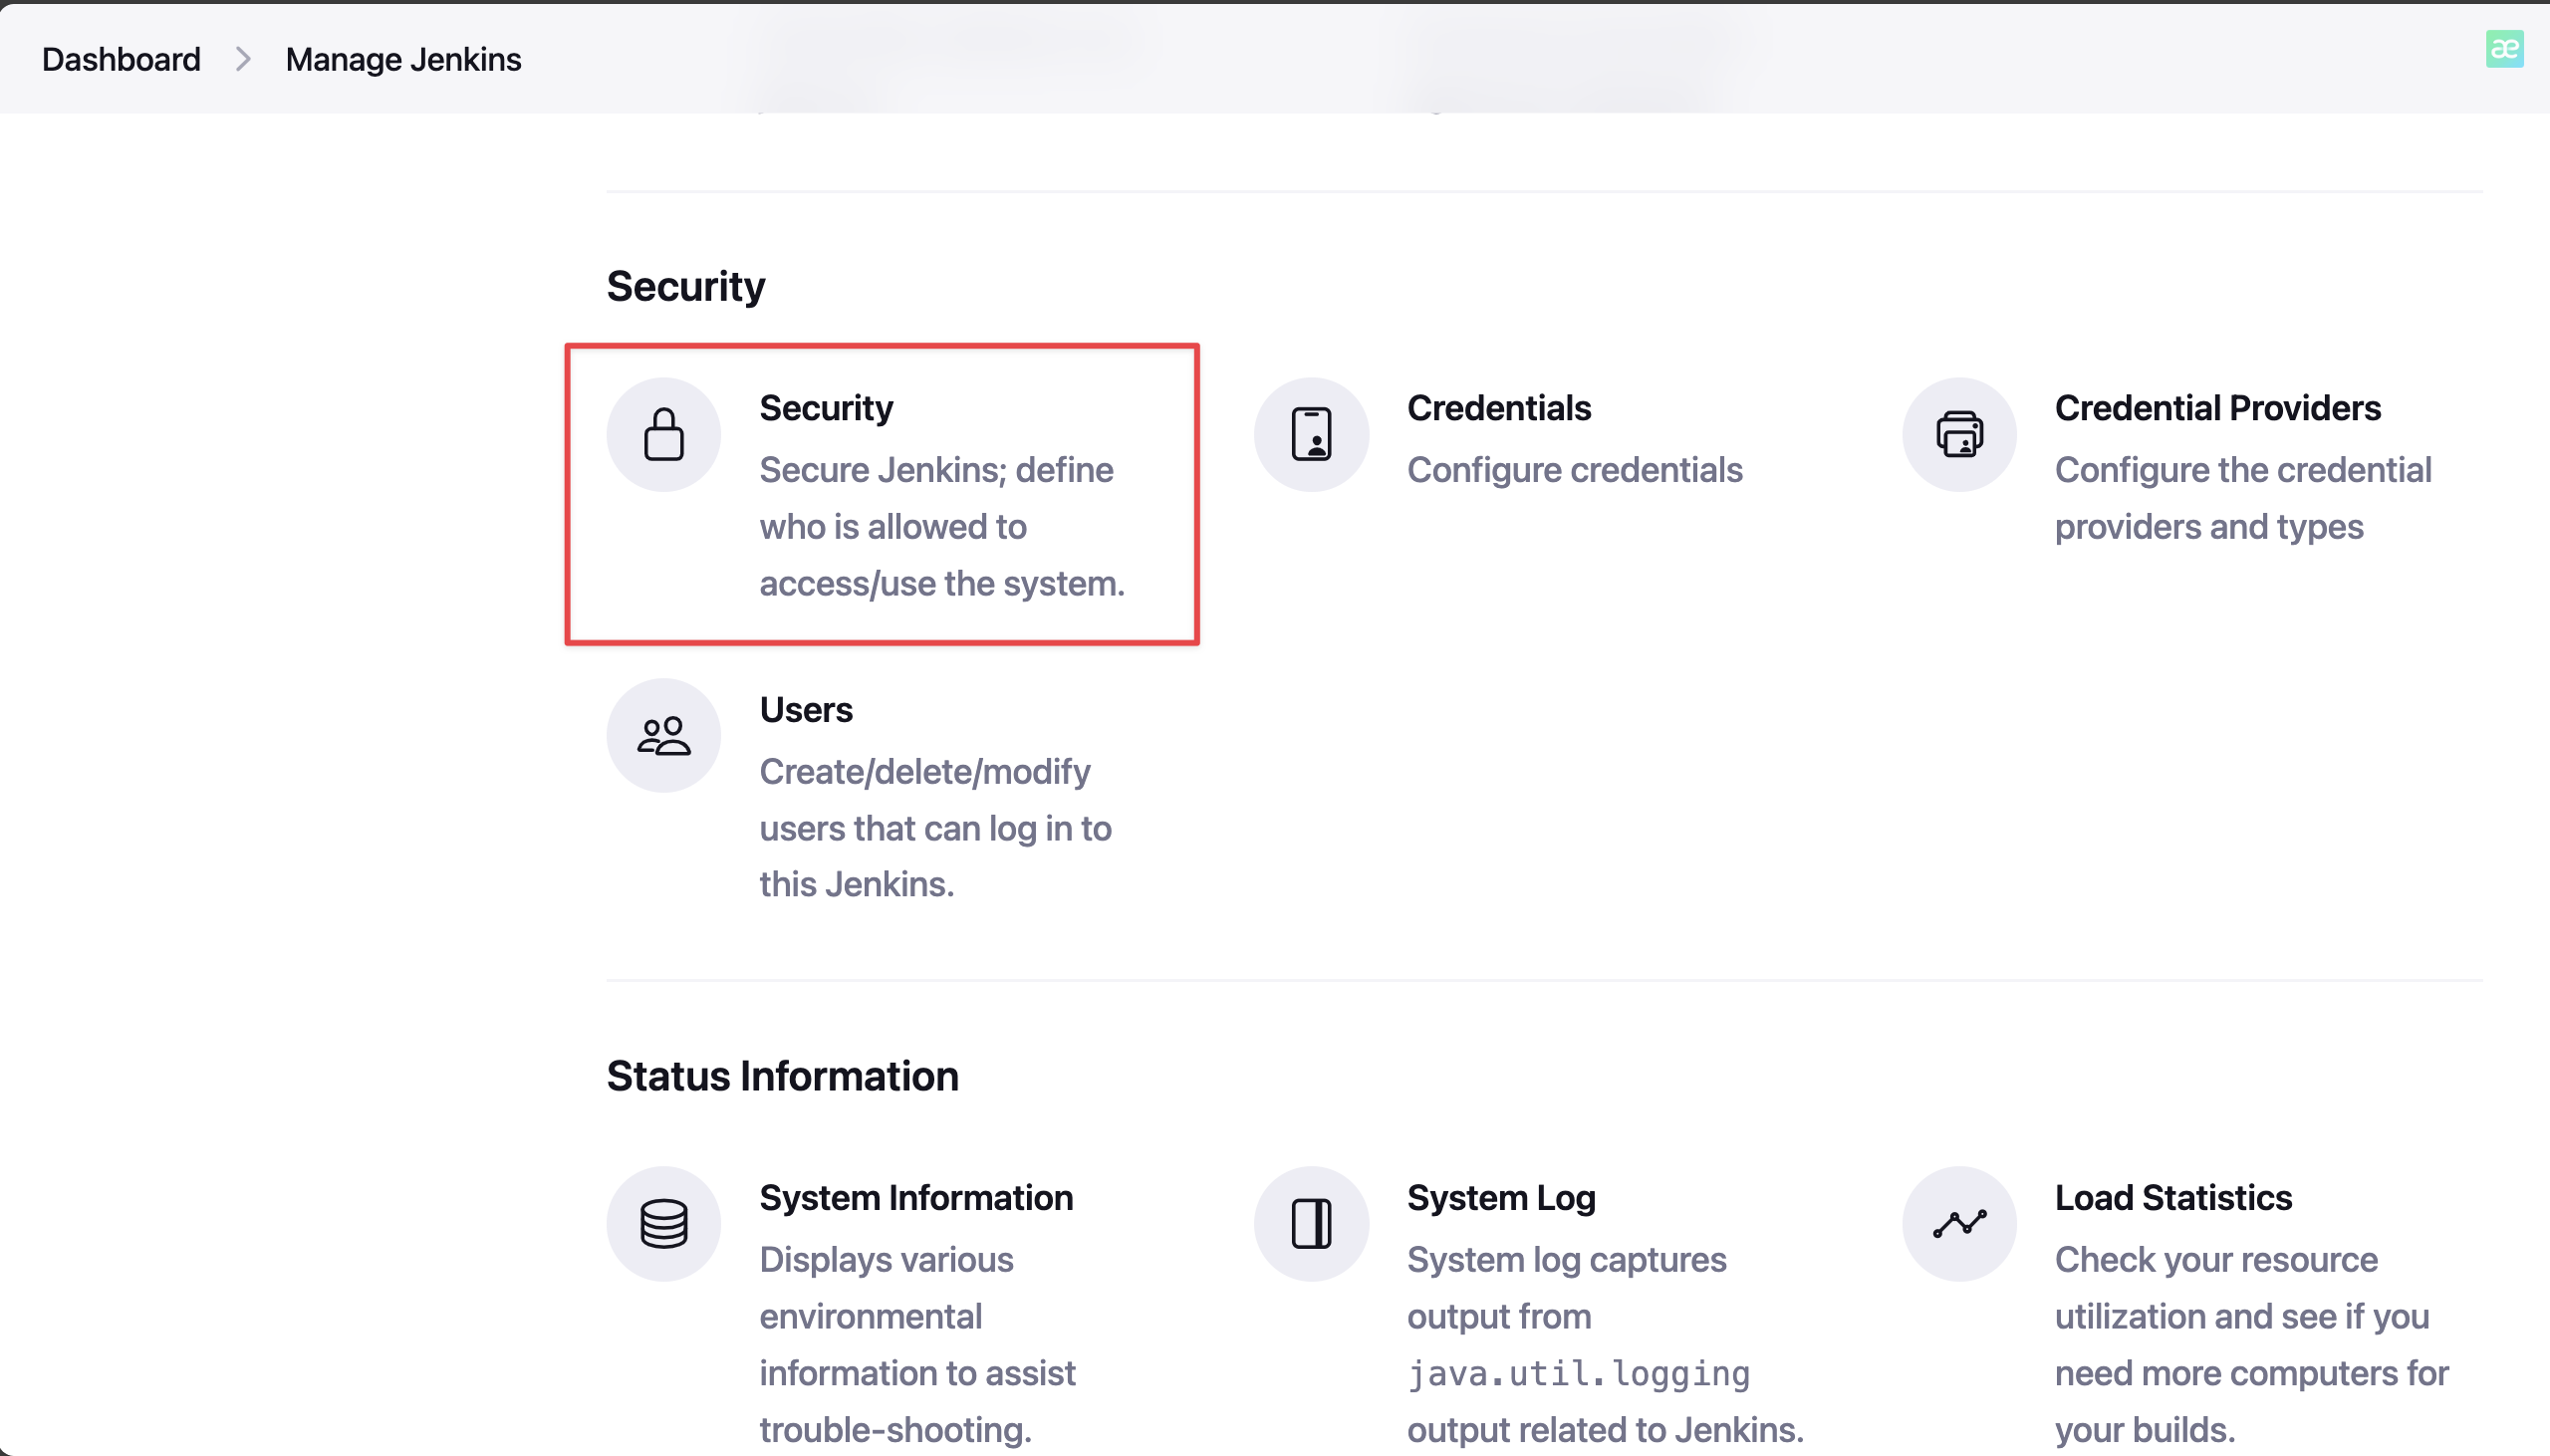 Dashboard > Manage Jenkins
æ
Security
Security
Secure Jenkins; define
who is allowed to
access/use the system.
Credentials
Configure credentials
Credential Providers
Configure the credential
providers and types
Users
Create/delete/modify
users that can log in to
this Jenkins.
Status Information
System Information
Displays various
environmental
information to assist
trouble-shooting.
System Log
System log captures
output from
java.util.logging
output related to Jenkins.
Load Statistics
Check your resource
utilization and see if you
need more computers for
your builds.